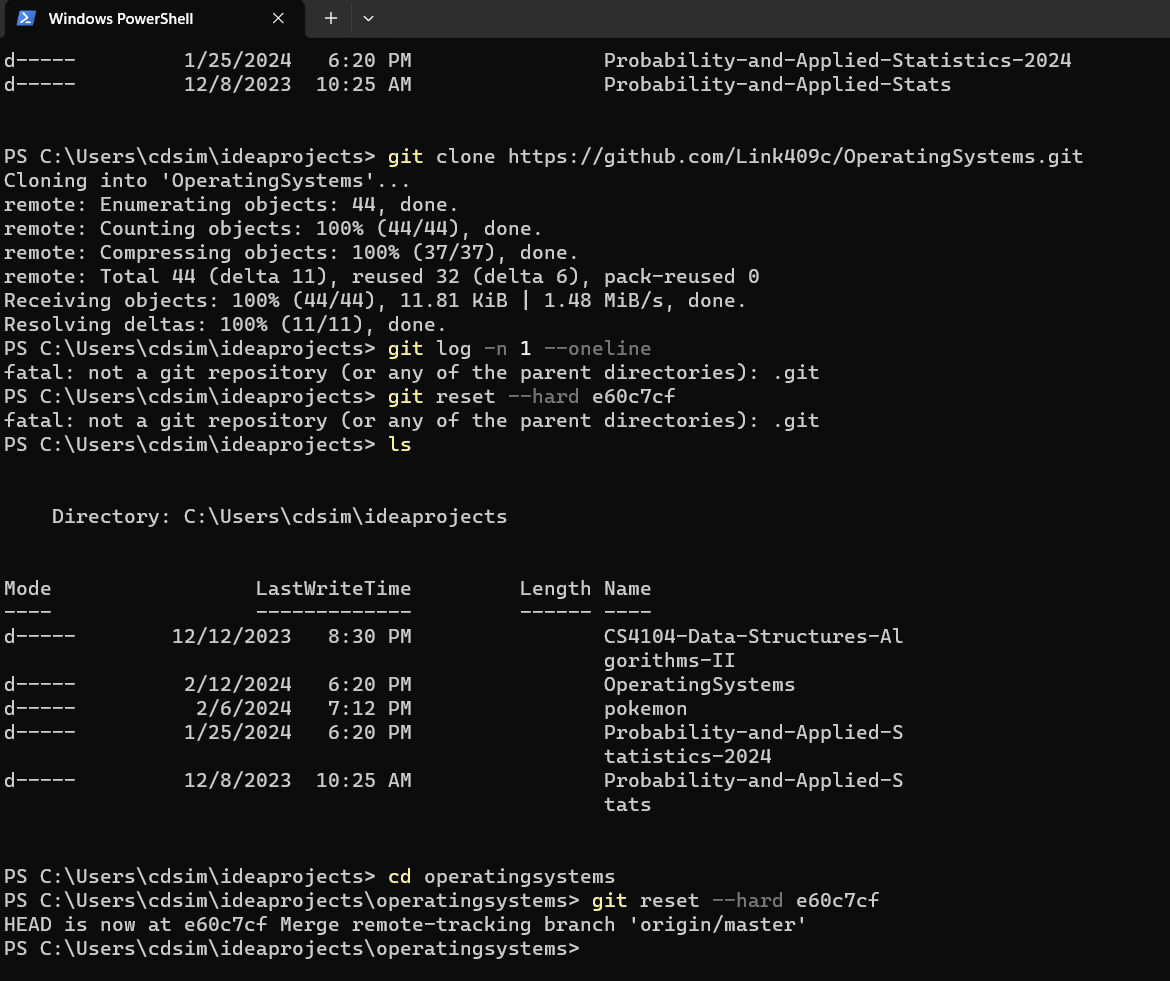 Windows PowerShell
d-----         1/25/2024   6:20 PM                Probability-and-Applied-Statistics-2024
d-----         12/8/2023  10:25 AM                Probability-and-Applied-Stats
PS C:\Users\cdsim\ideaprojects> git clone https://github.com/Link409c/OperatingSystems.git
Cloning into 'OperatingSystems'...
remote: Enumerating objects: 44, done.
remote: Counting objects: 100% (44/44), done.
remote: Compressing objects: 100% (37/37), done.
remote: Total 44 (delta 11), reused 32 (delta 6), pack-reused 0
Receiving objects: 100% (44/44), 11.81 KiB | 1.48 MiB/s, done.
Resolving deltas: 100% (11/11), done.
PS C:\Users\cdsim\ideaprojects> git log -n 1 --oneline
fatal: not a git repository (or any of the parent directories): .git
PS C:\Users\cdsim\ideaprojects> git reset --hard e60c7cf
fatal: not a git repository (or any of the parent directories): .git
PS C:\Users\cdsim\ideaprojects> ls
    Directory: C:\Users\cdsim\ideaprojects
Mode                 LastWriteTime         Length Name
----                 -------------         ------ ----
d-----        12/12/2023   8:30 PM                CS4104-Data-Structures-Al
                                                  gorithms-II
d-----         2/12/2024   6:20 PM                OperatingSystems
d-----          2/6/2024   7:12 PM                pokemon
d-----         1/25/2024   6:20 PM                Probability-and-Applied-S
                                                  tatistics-2024
d-----         12/8/2023  10:25 AM                Probability-and-Applied-S
                                                  tats
PS C:\Users\cdsim\ideaprojects> cd operatingsystems
PS C:\Users\cdsim\ideaprojects\operatingsystems> git reset --hard e60c7cf
HEAD is now at e60c7cf Merge remote-tracking branch 'origin/master'
PS C:\Users\cdsim\ideaprojects\operatingsystems>